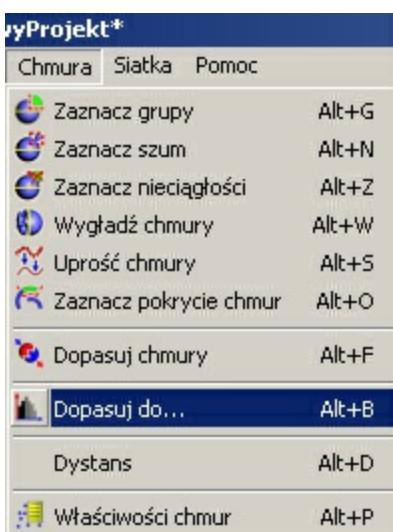 vyProjekt*
Chmura Siatka Pomoc
Zaznacz grupy Alt+G
Zaznacz szum Alt+N
Zaznacz nieciągłości Alt+Z
Wygładź chmury Alt+W
Uprość chmury Alt+S
Zaznacz pokrycie chmur Alt+O
Dopasuj chmury Alt+F
Dopasuj do... Alt+B
Dystans Alt+D
Właściwości chmur Alt+P